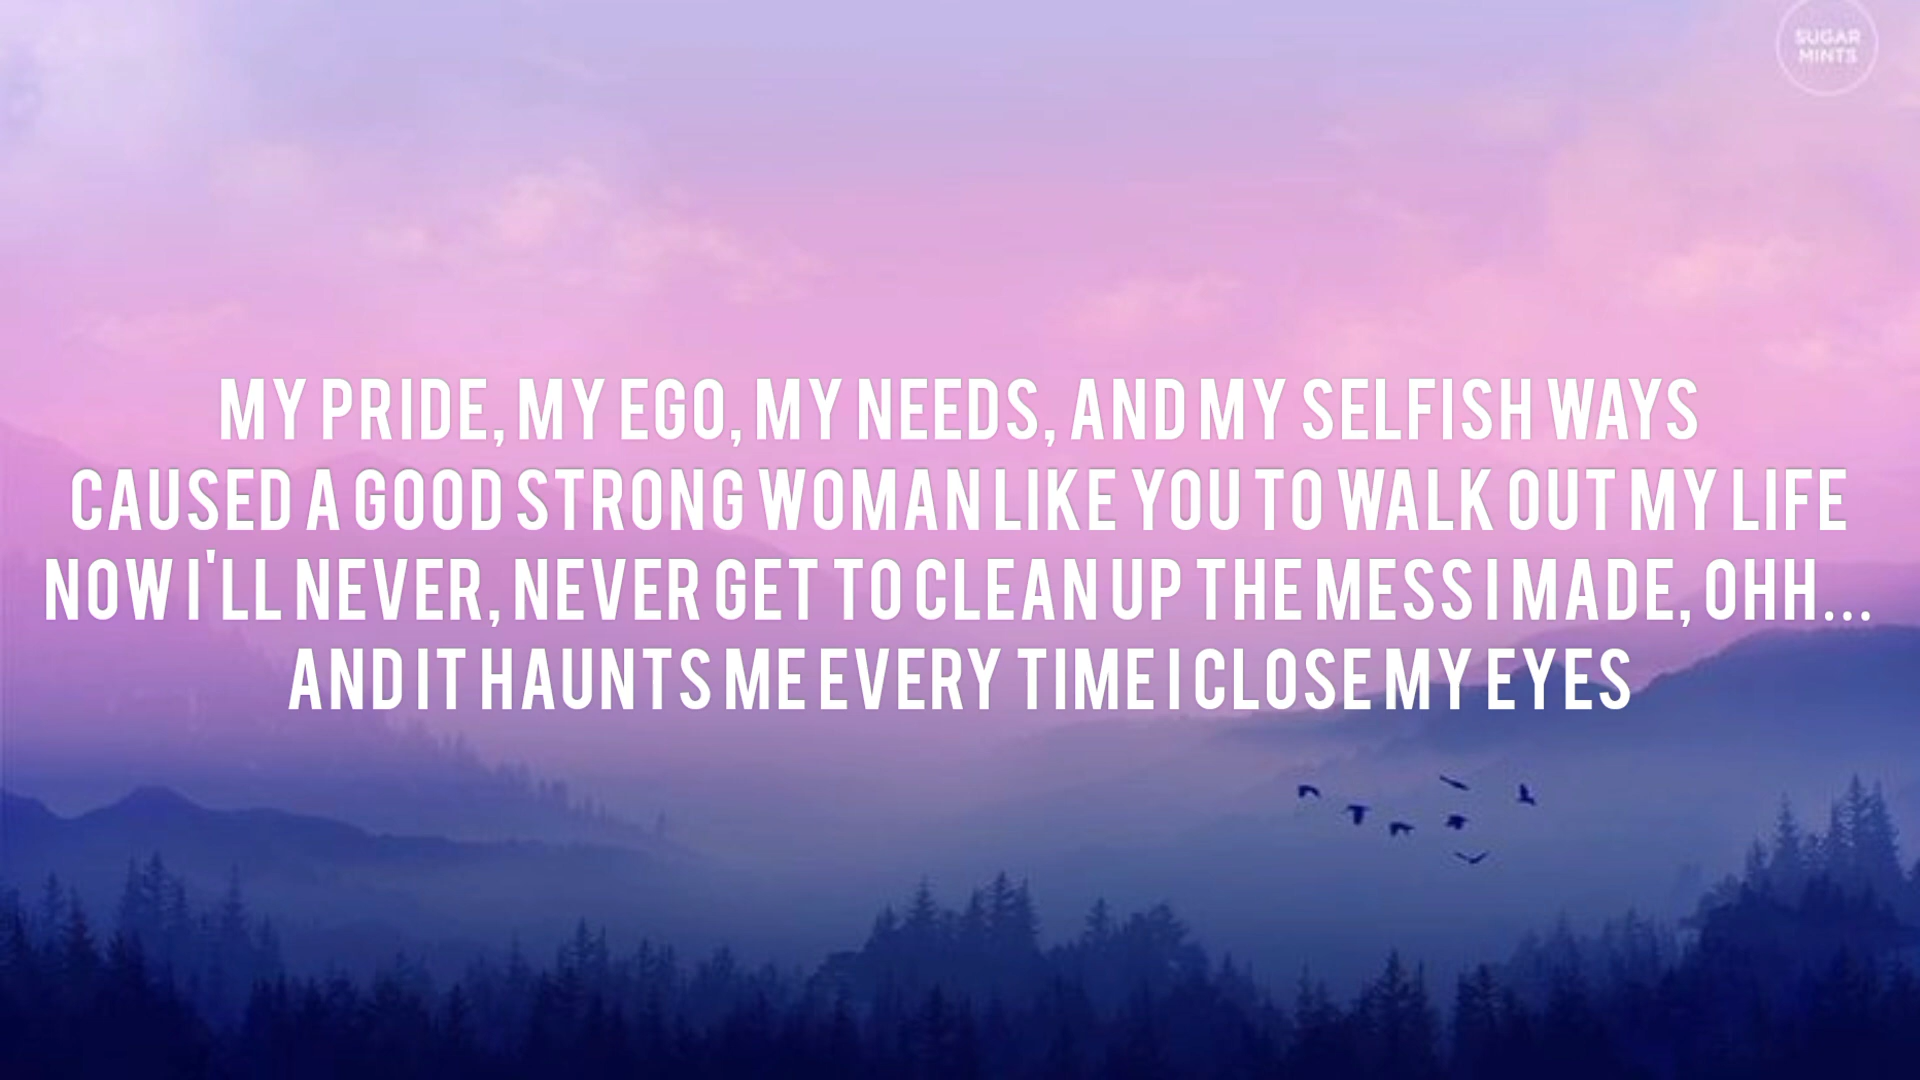 SUGAR
MINTS
MY PRIDE, MY EGO, MY NEEDS, AND MY SELFISH WAYS
CAUSED A GOOD STRONG WOMAN LIKE YOU TO WALK OUT MY LIFE
NOW I'LL NEVER, NEVER GET TO CLEAN UP THE MESS I MADE, OHH...
AND IT HAUNTS ME EVERY TIME I CLOSE MY EYES